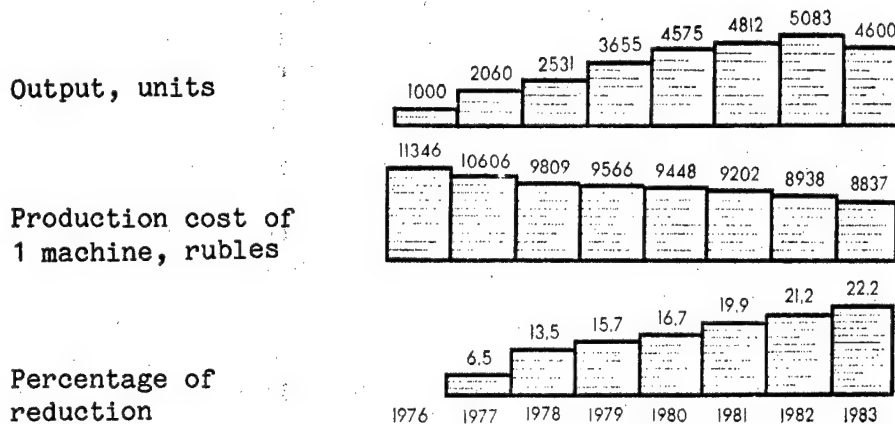 1000 2060 2531 3655 4575 4812 5083 4600
Output, units
11346 10606 9809 9566 9448 9202 8938 8837
Production cost of
1 machine, rubles
6,5 13,5 15,7 16,7 19,9 21,2 22,2
Percentage of
reduction
1976 1977 1978 1979 1980 1981 1982 1983